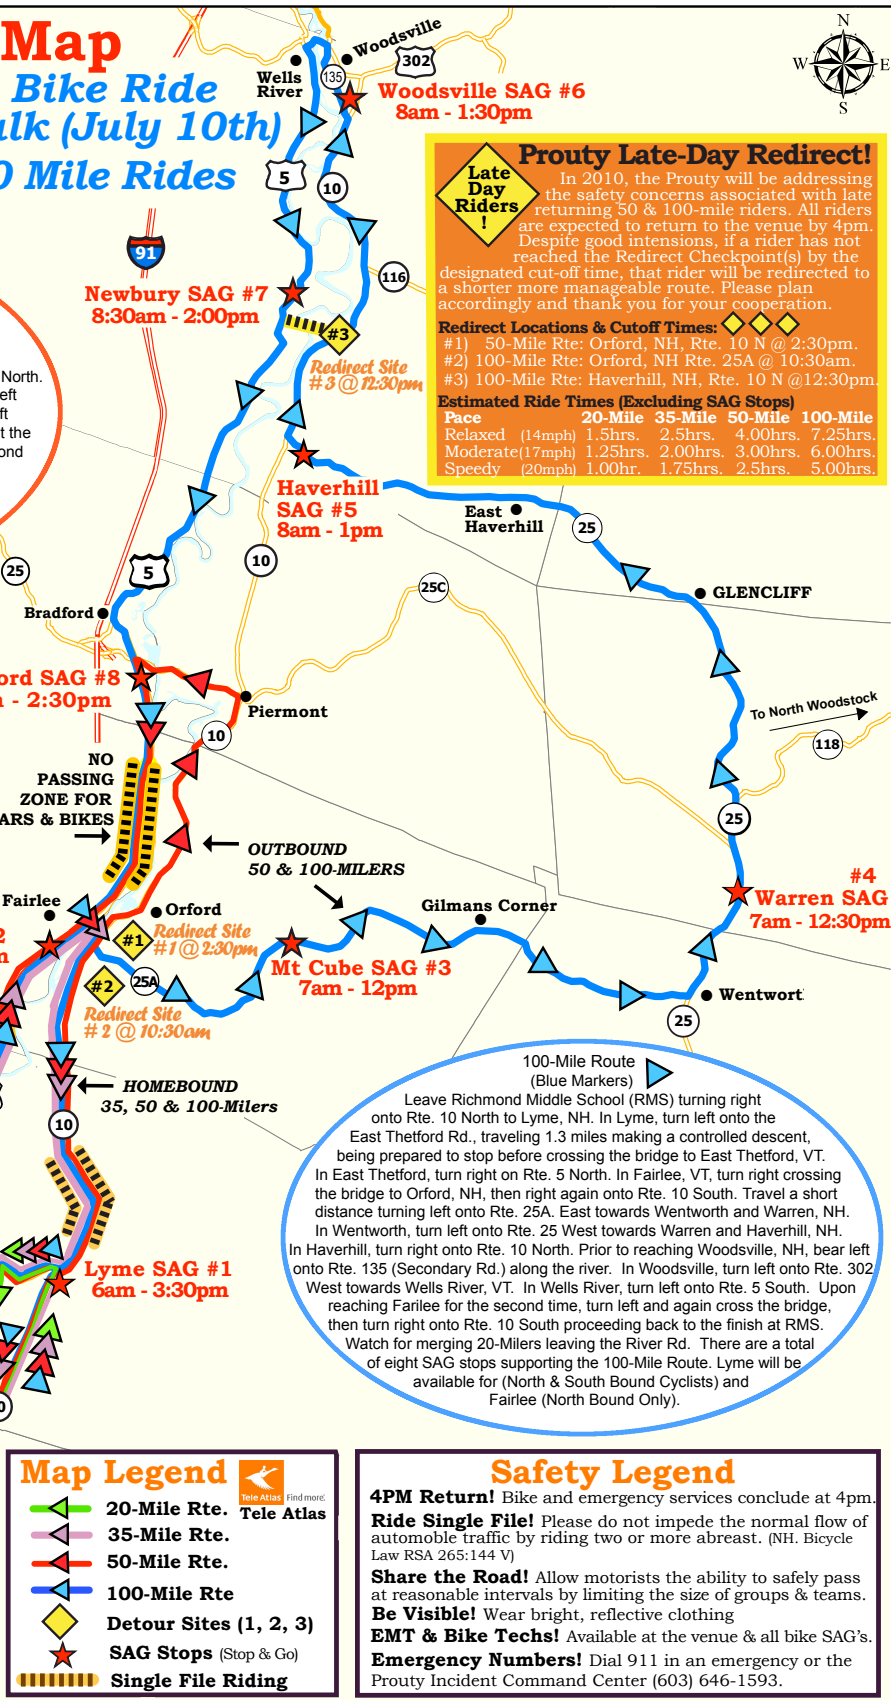 Map
Bike Ride
alk (July 10th)
0 Mile Rides
Woodsville
302
Wells
River
135
Woodsville SAG #6
8am - 1:30pm
N
W
E
S
5
10
91
116
Newbury SAG #7
8:30am - 2:00pm
#3
Redirect Site
# 3 @ 12:30pm
Late
Day
Riders
!
Prouty Late-Day Redirect!
In 2010, the Prouty will be addressing
the safety concerns associated with late
returning 50 & 100-mile riders. All riders
are expected to return to the venue by 4pm.
Despite good intensions, if a rider has not
reached the Redirect Checkpoint(s) by the
designated cut-off time, that rider will be redirected to
a shorter more manageable route. Please plan
accordingly and thank you for your cooperation.
Redirect Locations & Cutoff Times:
#1) 50-Mile Rte: Orford, NH, Rte. 10 N @ 2:30pm.
#2) 100-Mile Rte: Orford, NH Rte. 25A @ 10:30am.
#3) 100-Mile Rte: Haverhill, NH, Rte. 10 N @12:30pm.
Estimated Ride Times (Excluding SAG Stops)
Pace 20-Mile 35-Mile 50-Mile 100-Mile
Relaxed (14mph) 1.5hrs. 2.5hrs. 4.00hrs. 7.25hrs.
Moderate(17mph) 1.25hrs. 2.00hrs. 3.00hrs. 6.00hrs.
Speedy (20mph) 1.00hr. 1.75hrs. 2.5hrs. 5.00hrs.
North.
eft
ft
t the
ond
Haverhill
SAG #5
8am - 1pm
East
Haverhill
25
10
5
25
25C
GLENCLIFF
Bradford
ord SAG #8
- 2:30pm
Piermont
10
To North Woodstock
118
NO
PASSING
ZONE FOR
ARS & BIKES
25
OUTBOUND
50 & 100-MILERS
#4
Warren SAG
7am - 12:30pm
Fairlee
Orford
#1
Redirect Site
# 1 @ 2:30pm
Gilmans Corner
2
m
#2
25A
Redirect Site
# 2 @ 10:30am
Mt Cube SAG #3
7am - 12pm
Wentwort
25
HOMEBOUND
35, 50 & 100-Milers
10
100-Mile Route
(Blue Markers)
Leave Richmond Middle School (RMS) turning right
onto Rte. 10 North to Lyme, NH. In Lyme, turn left onto the
East Thetford Rd., traveling 1.3 miles making a controlled descent,
being prepared to stop before crossing the bridge to East Thetford, VT.
In East Thetford, turn right on Rte. 5 North. In Fairlee, VT, turn right crossing
the bridge to Orford, NH, then right again onto Rte. 10 South. Travel a short
distance turning left onto Rte. 25A. East towards Wentworth and Warren, NH.
In Wentworth, turn left onto Rte. 25 West towards Warren and Haverhill, NH.
In Haverhill, turn right onto Rte. 10 North. Prior to reaching Woodsville, NH, bear left
onto Rte. 135 (Secondary Rd.) along the river. In Woodsville, turn left onto Rte. 302
West towards Wells River, VT. In Wells River, turn left onto Rte. 5 South. Upon
reaching Farilee for the second time, turn left and again cross the bridge,
then turn right onto Rte. 10 South proceeding back to the finish at RMS.
Watch for merging 20-Milers leaving the River Rd. There are a total
of eight SAG stops supporting the 100-Mile Route. Lyme will be
available for (North & South Bound Cyclists) and
Fairlee (North Bound Only).
Lyme SAG #1
6am - 3:30pm
0
Map Legend
Tele Atlas Find more.
Tele Atlas
20-Mile Rte.
35-Mile Rte.
50-Mile Rte.
100-Mile Rte
Detour Sites (1, 2, 3)
SAG Stops (Stop & Go)
Single File Riding
Safety Legend
4PM Return! Bike and emergency services conclude at 4pm.
Ride Single File! Please do not impede the normal flow of
automoble traffic by riding two or more abreast. (NH. Bicycle
Law RSA 265:144 V)
Share the Road! Allow motorists the ability to safely pass
at reasonable intervals by limiting the size of groups & teams.
Be Visible! Wear bright, reflective clothing
EMT & Bike Techs! Available at the venue & all bike SAG's.
Emergency Numbers! Dial 911 in an emergency or the
Prouty Incident Command Center (603) 646-1593.